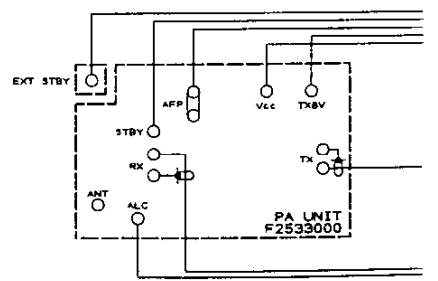 EXT STBY
AFP
Vcc
TX8V
STBY
RX
TX
ANT
ALC
PA UNIT
F2533000